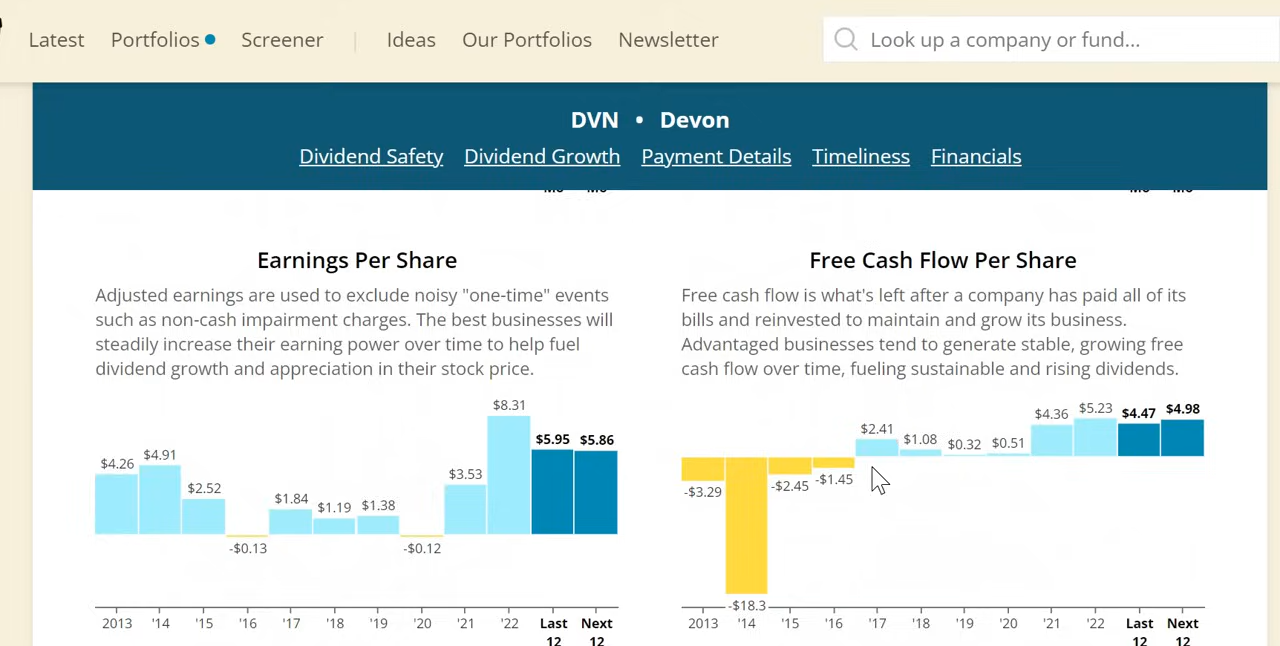 Latest Portfolios Screener | Ideas Our Portfolios Newsletter Look up a company or fund...
DVN • Devon
Dividend Safety Dividend Growth Payment Details Timeliness Financials
Earnings Per Share
Adjusted earnings are used to exclude noisy "one-time" events
such as non-cash impairment charges. The best businesses will
steadily increase their earning power over time to help fuel
dividend growth and appreciation in their stock price.
$4.26 $4.91 $2.52 -$0.13 $1.84 $1.19 $1.38 -$0.12 $3.53 $8.31 $5.95 $5.86
2013 '14 '15 '16 '17 '18 '19 '20 '21 '22 Last Next
12 12
Free Cash Flow Per Share
Free cash flow is what's left after a company has paid all of its
bills and reinvested to maintain and grow its business.
Advantaged businesses tend to generate stable, growing free
cash flow over time, fueling sustainable and rising dividends.
-$3.29 -$18.3 -$2.45 -$1.45 $2.41 $1.08 $0.32 $0.51 $4.36 $5.23 $4.47 $4.98
2013 '14 '15 '16 '17 '18 '19 '20 '21 '22 Last Next
12 12